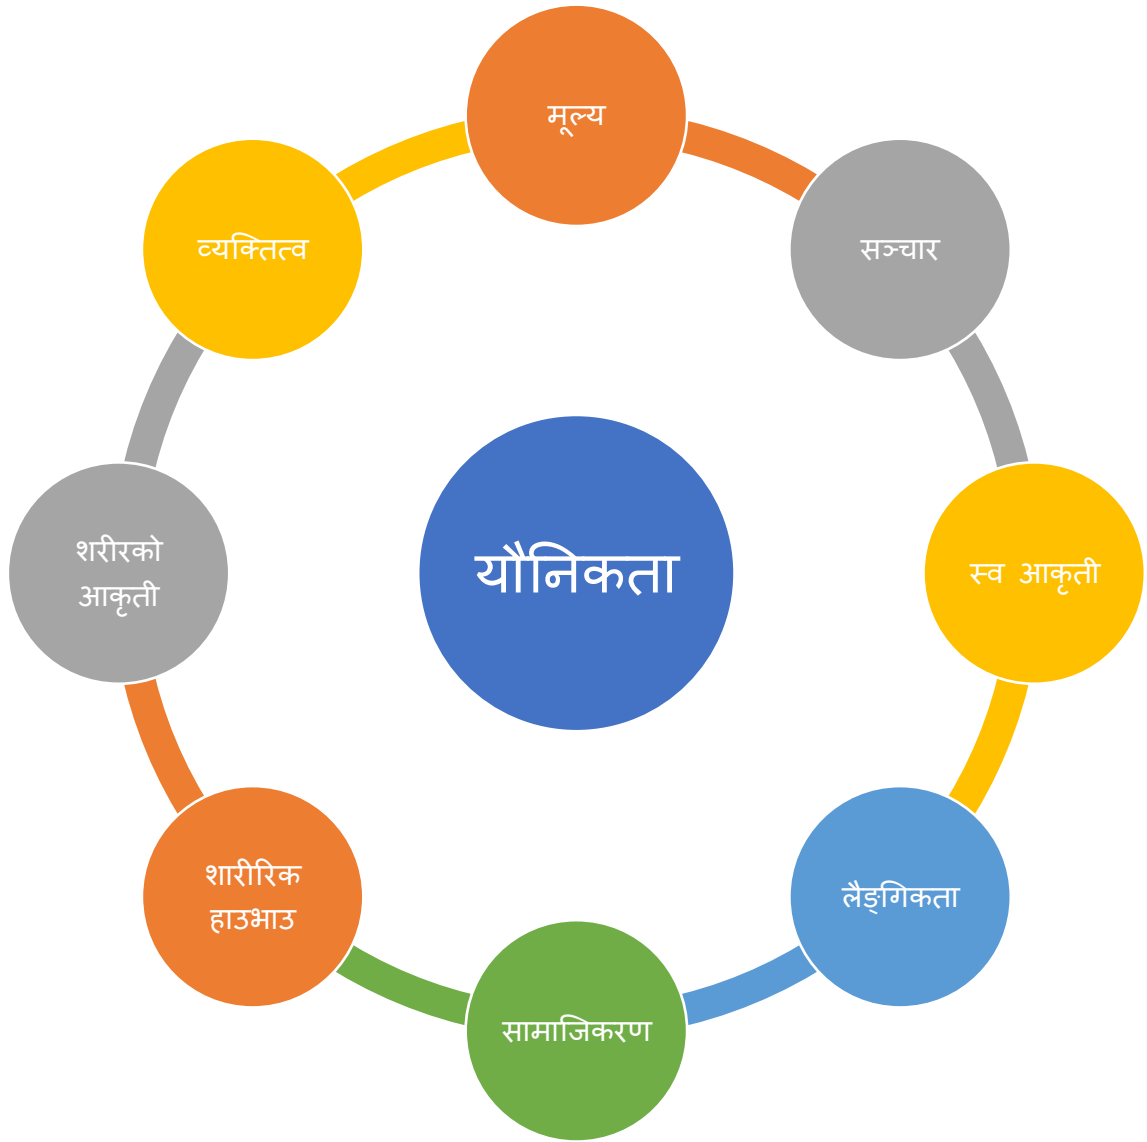 मूल्य
सञ्चार
स्व आकृती
लैङ्गिकता
सामाजिकरण
शारीरिक
हाउभाउ
शरीरको
आकृती
व्यक्तित्व
यौनिकता